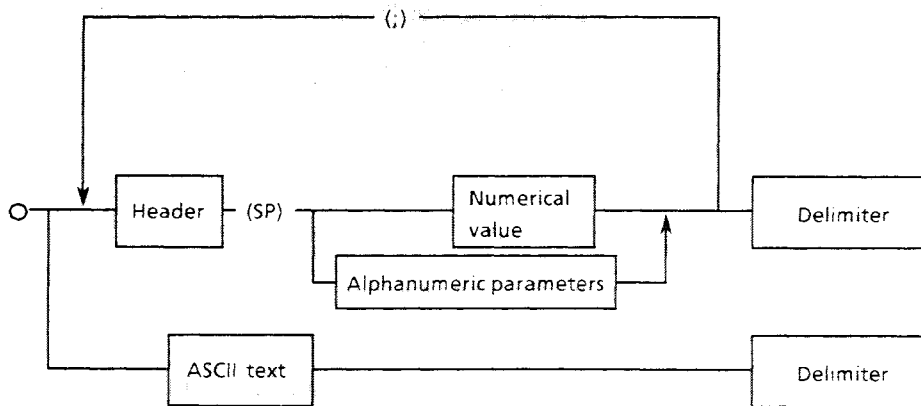 (;)
Header
(SP)
Numerical
value
Delimiter
Alphanumeric parameters
ASCII text
Delimiter